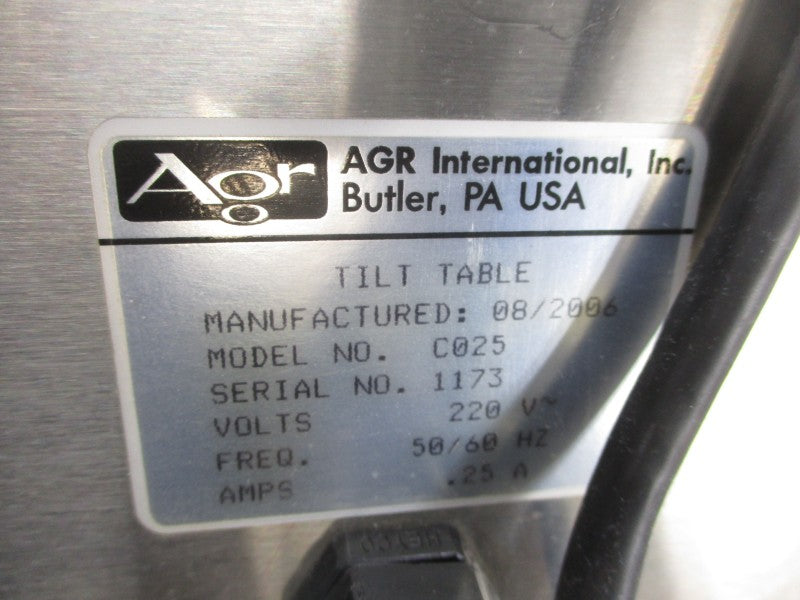 Agr
AGR International, Inc.
Butler, PA USA
TILT TABLE
MANUFACTURED: 08/2006
MODEL NO. C025
SERIAL NO. 1173
VOLTS 220 V~
FREQ. 50/60 HZ
AMPS .25 A